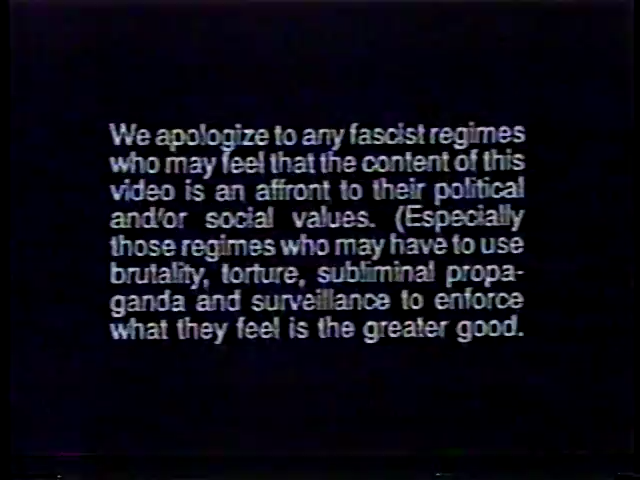 We apologize to any fascist regimes
who may feel that the content of this
video is an affront to their political
and/or social values. (Especially
those regimes who may have to use
brutality, torture, subliminal propa-
ganda and surveillance to enforce
what they feel is the greater good.